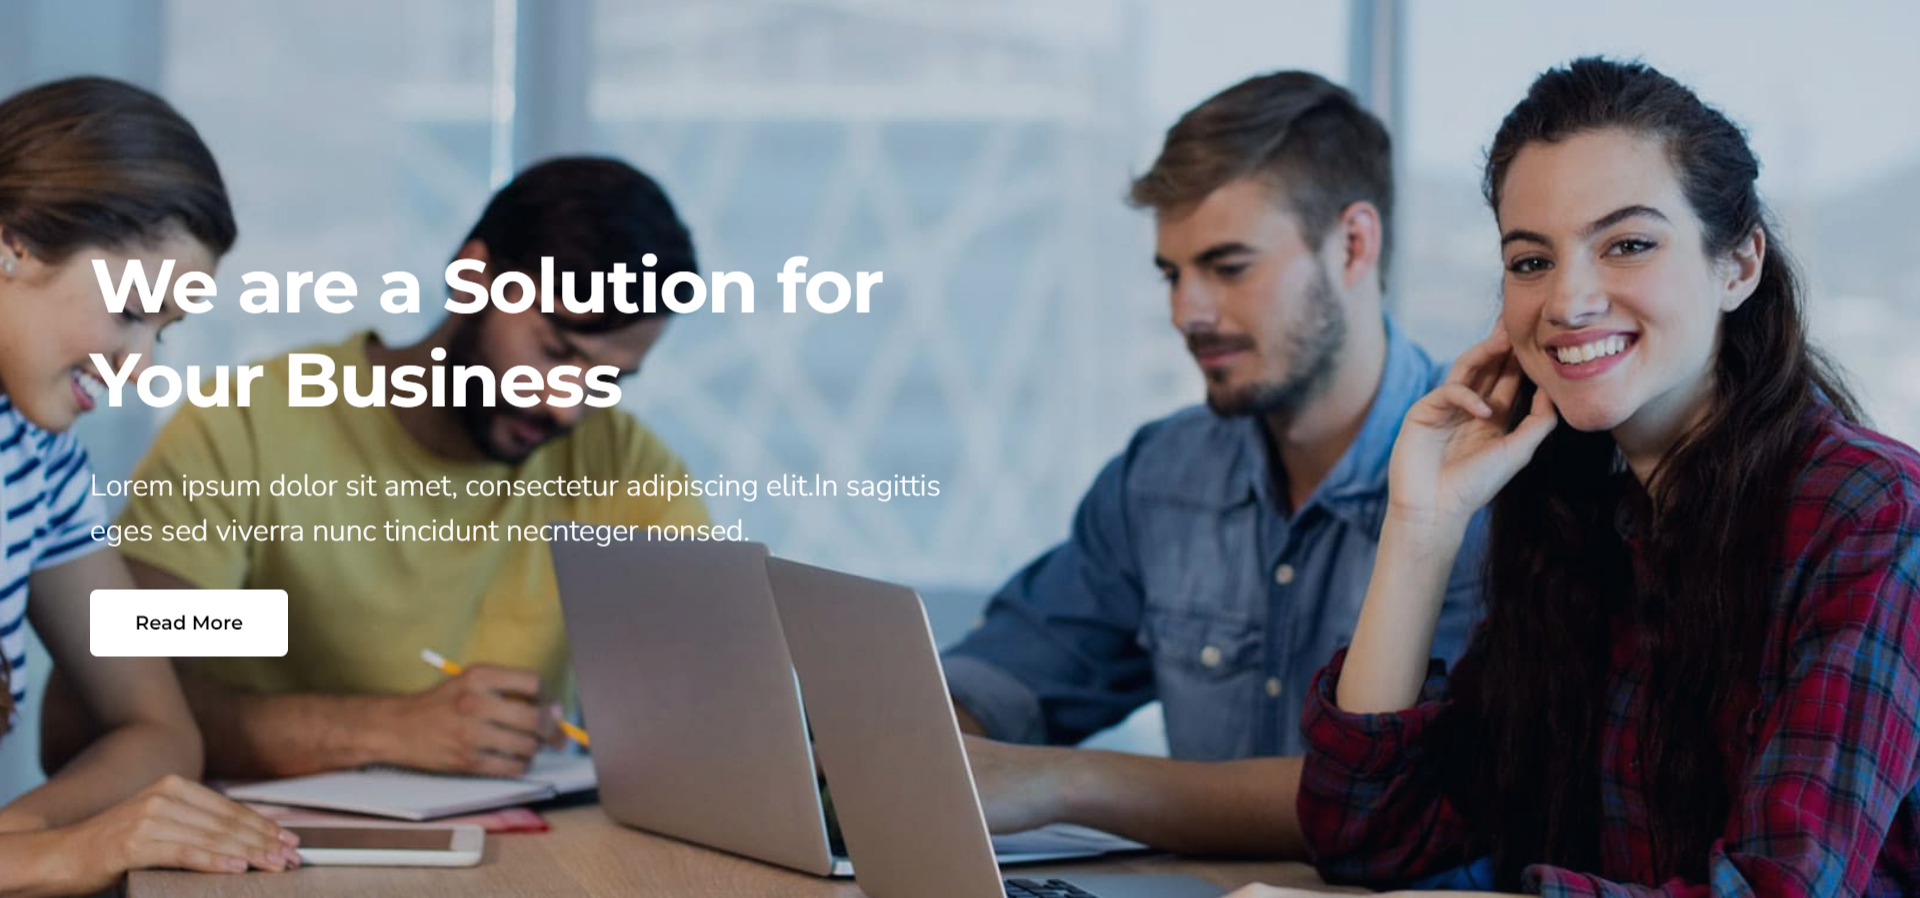 We are a Solution for
Your Business
Lorem ipsum dolor sit amet, consectetur adipiscing elit.In sagittis
eges sed viverra nunc tincidunt necnteger nonsed.
Read More